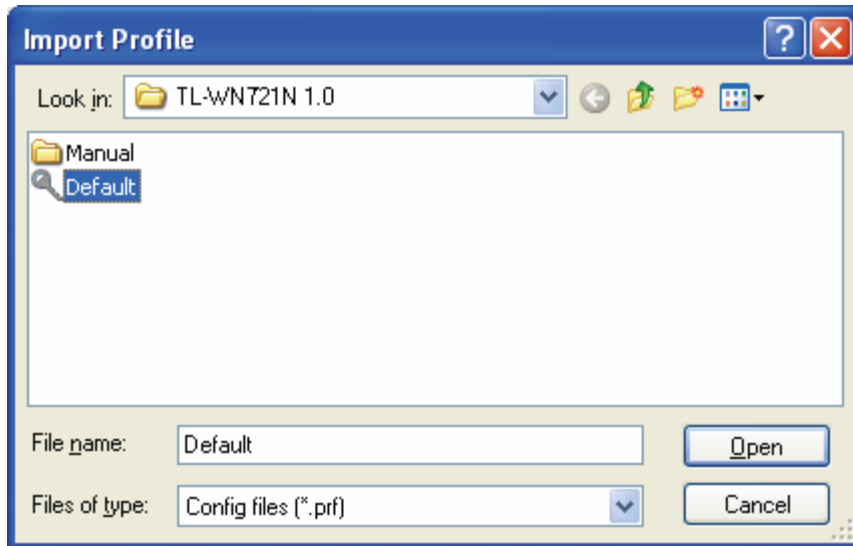 Import Profile
Look in: TL-WN721N 1.0
Manual
Default
File name: Default Open
Files of type: Config files (*.prf) Cancel